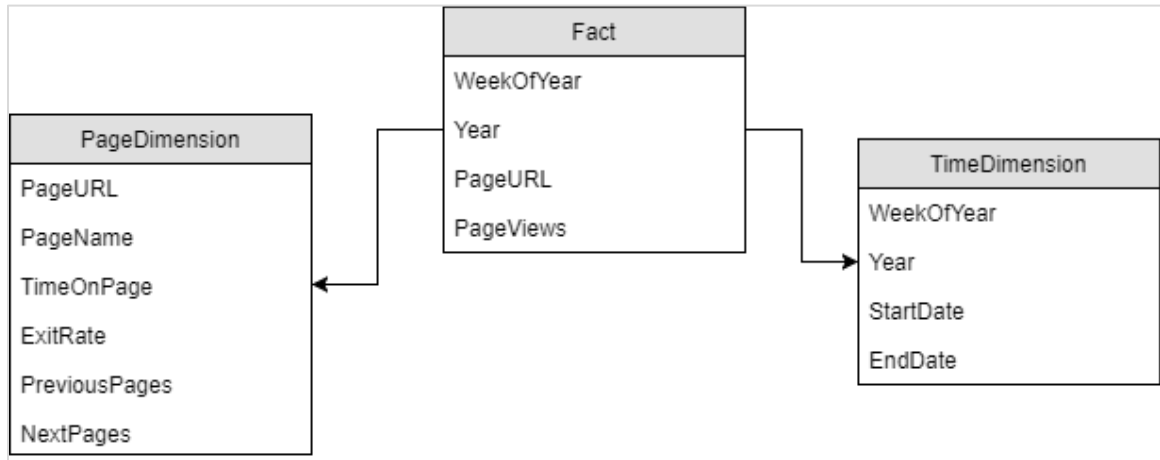 Fact
WeekOfYear
Year
PageURL
PageViews
PageDimension
PageURL
PageName
TimeOnPage
ExitRate
PreviousPages
NextPages
TimeDimension
WeekOfYear
Year
StartDate
EndDate